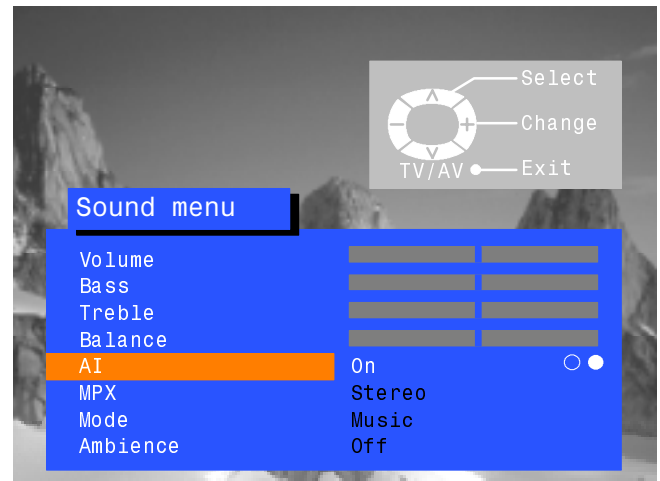 Select
Change
TV/AV Exit
Sound menu
Volume
Bass
Treble
Balance
AI On
MPX Stereo
Mode Music
Ambience Off